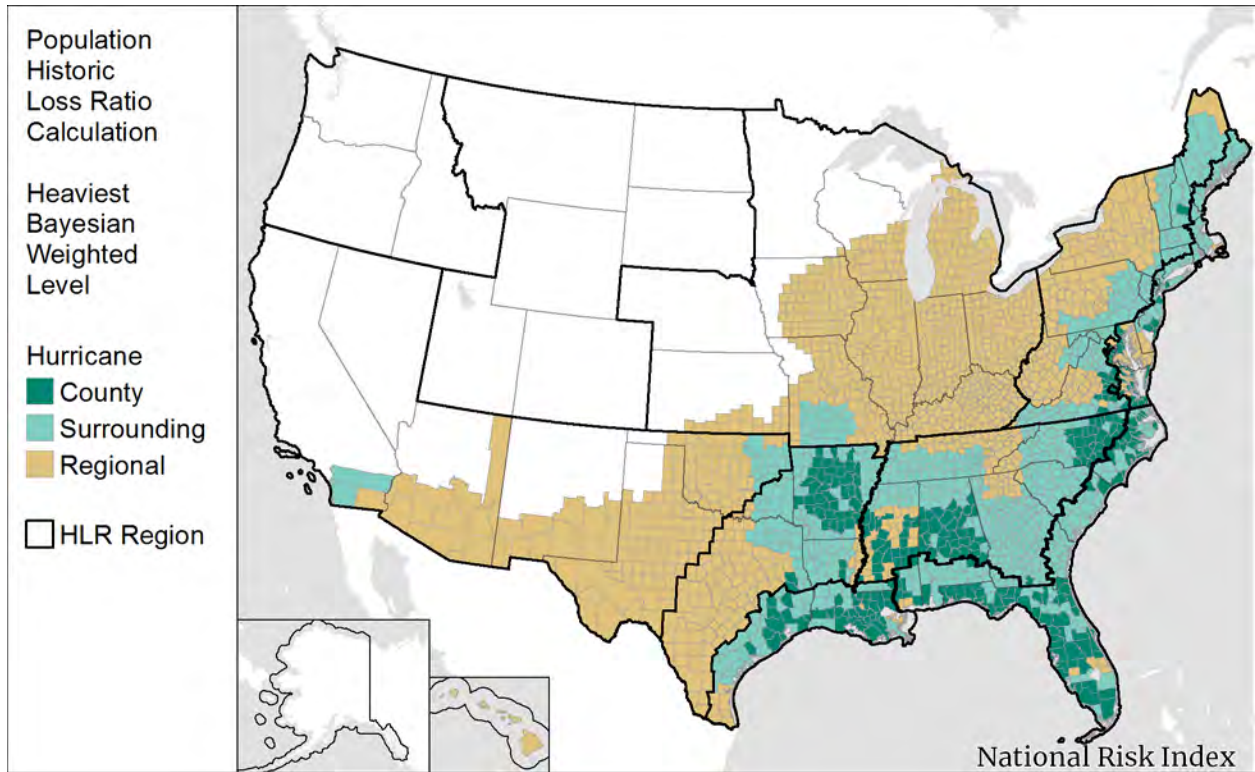 Population
Historic
Loss Ratio
Calculation
Heaviest
Bayesian
Weighted
Level
Hurricane
County
Surrounding
Regional
HLR Region
National Risk Index